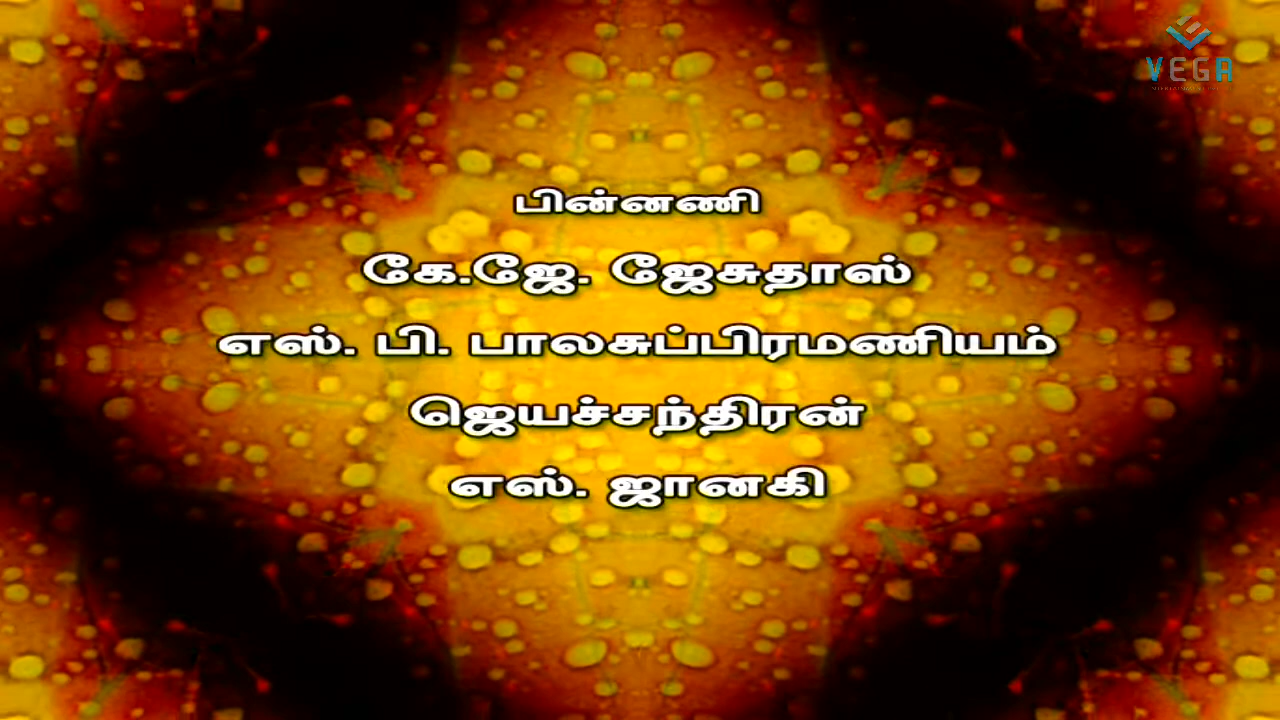 VEGA
பின்னணி
கே.ஜே. ஜேசுதாஸ்
எஸ். பி. பாலசுப்பிரமணியம்
ஜெயச்சந்திரன்
எஸ். ஜானகி